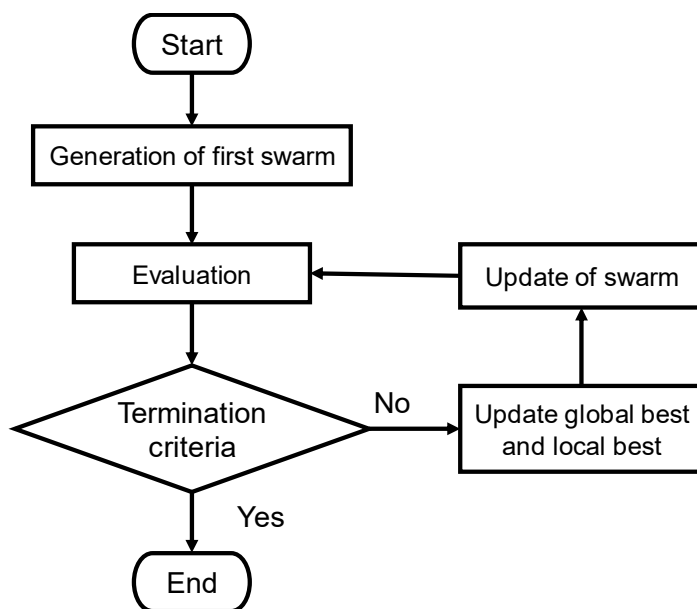 Start
Generation of first swarm
Evaluation
Update of swarm
Termination
criteria
No
Update global best
and local best
Yes
End